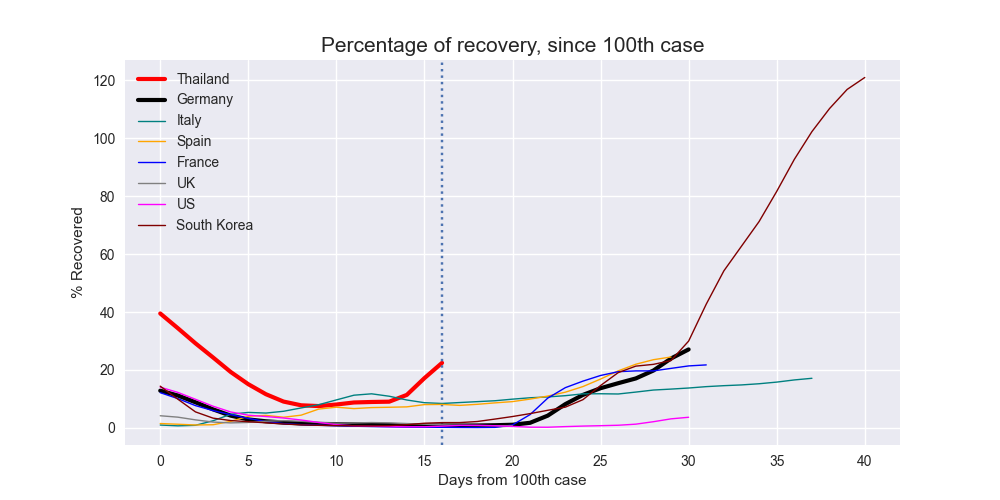 Percentage of recovery, since 100th case
Thailand
Germany
Italy
Spain
France
UK
US
South Korea
% Recovered
120
100
80
60
40
20
0
0 5 10 15 20 25 30 35 40
Days from 100th case